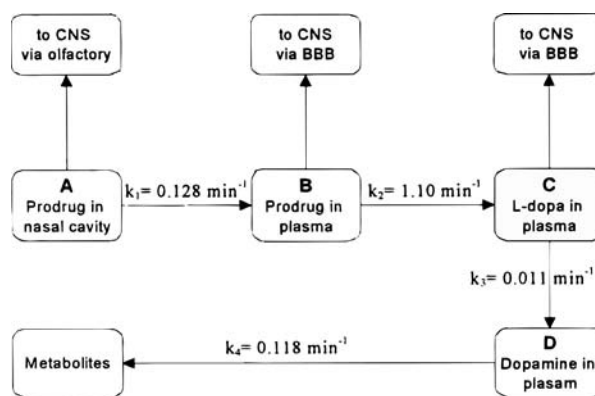 to CNS
via olfactory
to CNS
via BBB
to CNS
via BBB
A
Prodrug in
nasal cavity
k₁= 0.128 min⁻¹
B
Prodrug in
plasma
k₂= 1.10 min⁻¹
C
L-dopa in
plasma
k₃= 0.011 min⁻¹
Metabolites
k₄= 0.118 min⁻¹
D
Dopamine in
plasam